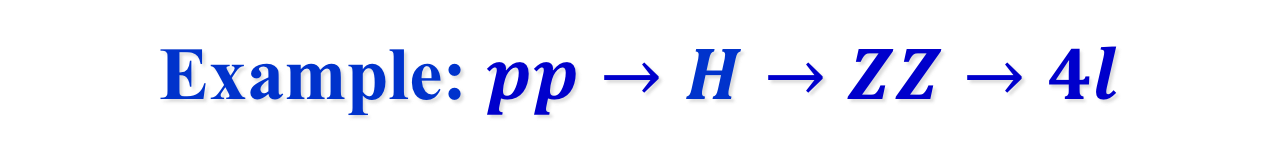 Example: pp → H → ZZ → 4l